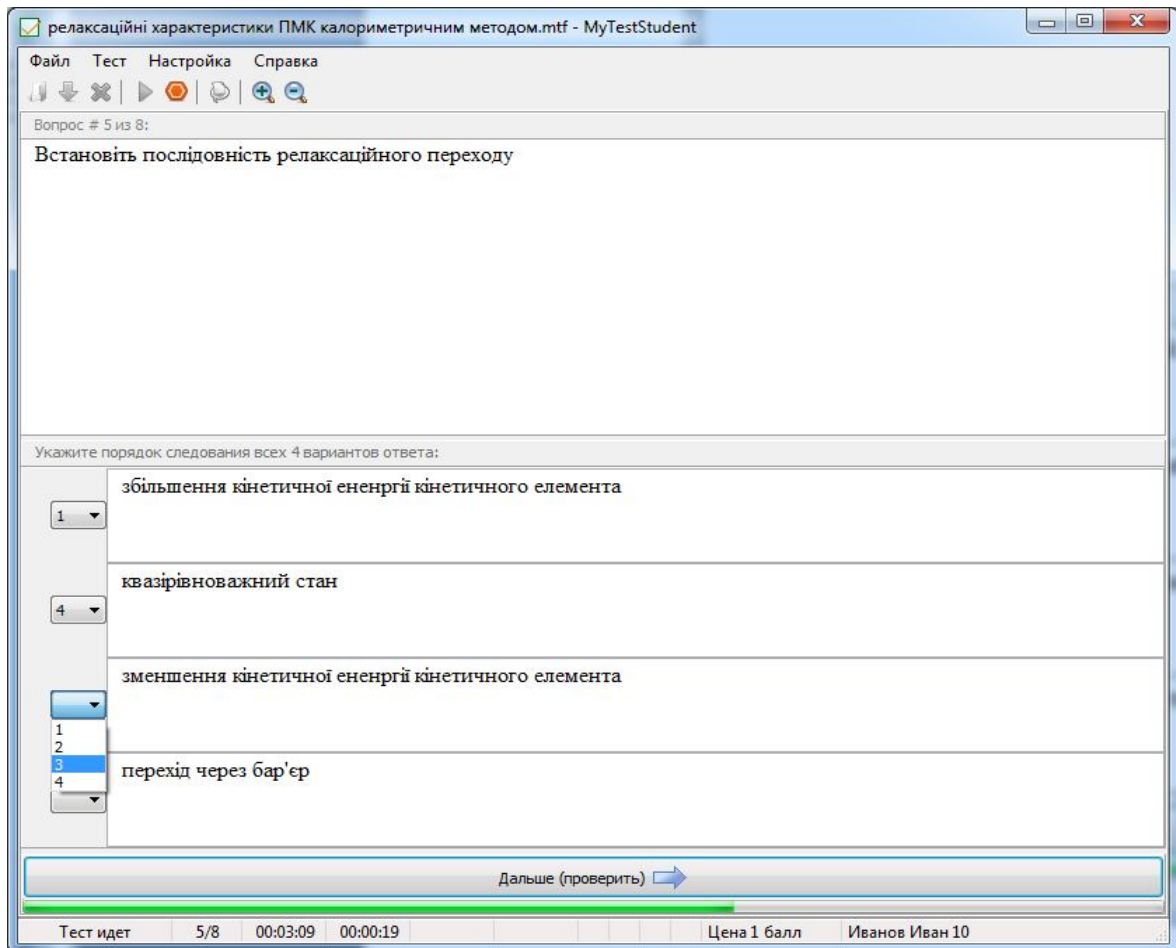 релаксаційні характеристики ПМК калориметричним методом.mtf - MyTestStudent
Файл Тест Настройка Справка
Вопрос # 5 из 8:
Встановіть послідовність релаксаційного переходу
Укажите порядок следования всех 4 вариантов ответа:
збільшення кінетичної ененргії кінетичного елемента
1
квазірівноважний стан
4
зменшення кінетичної ененргії кінетичного елемента
1
2
3
4
перехід через бар'єр
Дальше (проверить)
Тест идет 5/8 00:03:09 00:00:19 Цена 1 балл Иванов Иван 10